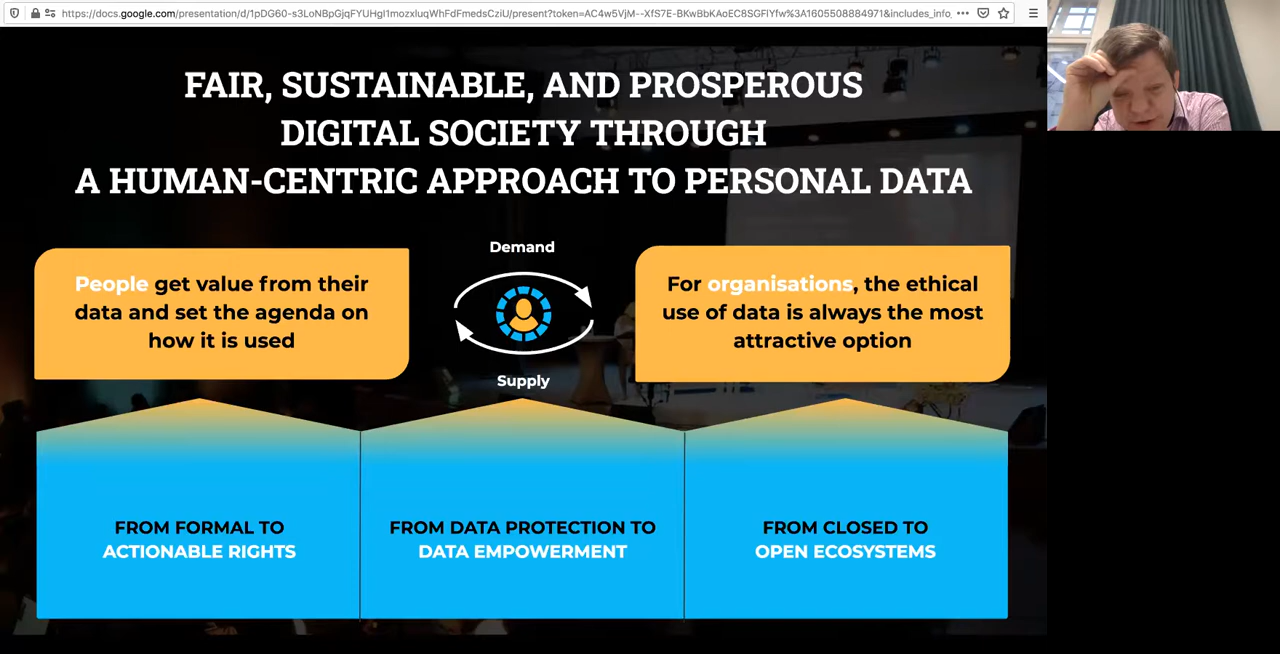 https://docs.google.com/presentation/d/1pDG60-s3LoNBpGjqFYUHgI1mozxluqWhFdFmedsCziU/present?token=AC4w5VjM--XfS7E-BKwBbKAoEC8SGFlYfw%3A1605508884971&includes_info_
FAIR, SUSTAINABLE, AND PROSPEROUS
DIGITAL SOCIETY THROUGH
A HUMAN-CENTRIC APPROACH TO PERSONAL DATA
People get value from their
data and set the agenda on
how it is used
Demand
Supply
For organisations, the ethical
use of data is always the most
attractive option
FROM FORMAL TO
ACTIONABLE RIGHTS
FROM DATA PROTECTION TO
DATA EMPOWERMENT
FROM CLOSED TO
OPEN ECOSYSTEMS